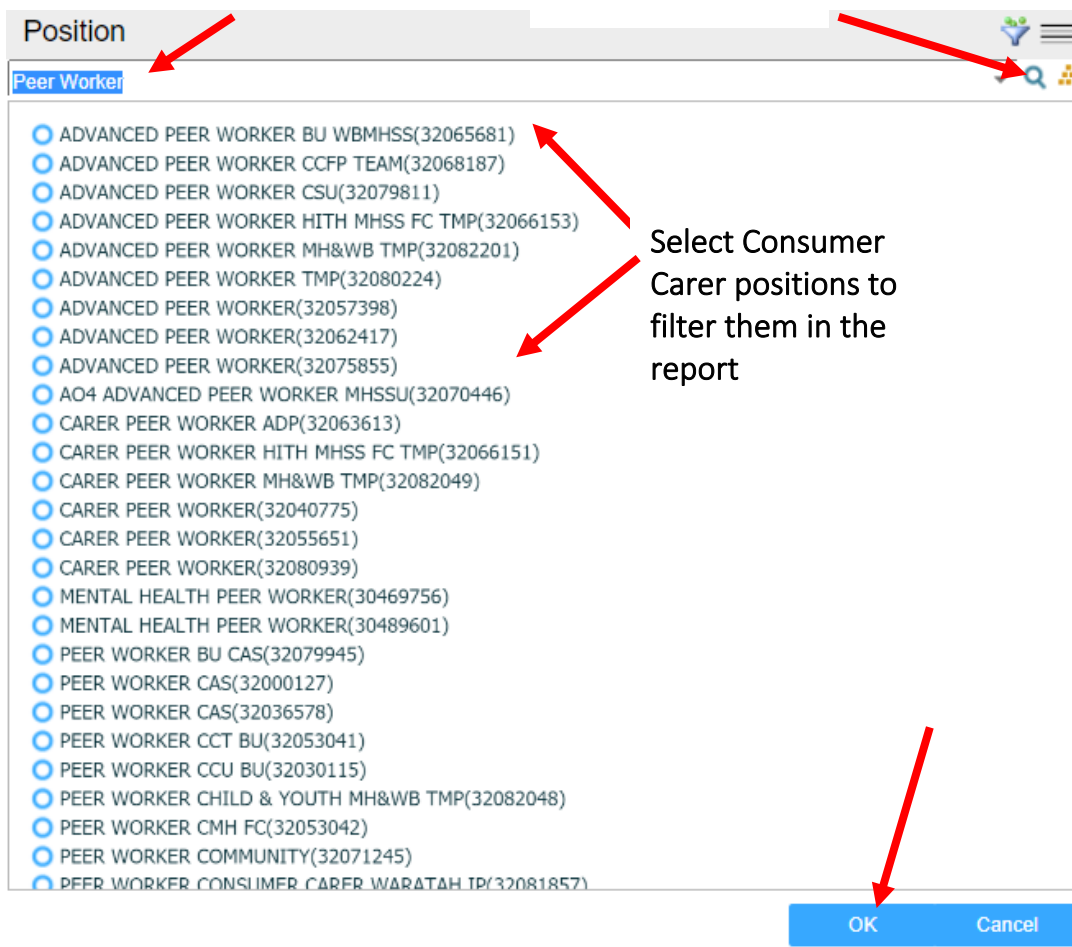 Position
Peer Worker
ADVANCED PEER WORKER BU WBMHSS(32065681)
ADVANCED PEER WORKER CCFP TEAM(32068187)
ADVANCED PEER WORKER CSU(32079811)
ADVANCED PEER WORKER HITH MHSS FC TMP(32066153)
ADVANCED PEER WORKER MH&WB TMP(32082201)
ADVANCED PEER WORKER TMP(32080224)
ADVANCED PEER WORKER(32057398)
ADVANCED PEER WORKER(32062417)
ADVANCED PEER WORKER(32075855)
AO4 ADVANCED PEER WORKER MHSSU(32070446)
CARER PEER WORKER ADP(32063613)
CARER PEER WORKER HITH MHSS FC TMP(32066151)
CARER PEER WORKER MH&WB TMP(32082049)
CARER PEER WORKER(32040775)
CARER PEER WORKER(32055651)
CARER PEER WORKER(32080939)
MENTAL HEALTH PEER WORKER(30469756)
MENTAL HEALTH PEER WORKER(30489601)
PEER WORKER BU CAS(32079945)
PEER WORKER CAS(32000127)
PEER WORKER CAS(32036578)
PEER WORKER CCT BU(32053041)
PEER WORKER CCU BU(32030115)
PEER WORKER CHILD & YOUTH MH&WB TMP(32082048)
PEER WORKER CMH FC(32053042)
PEER WORKER COMMUNITY(32071245)
PEER WORKER CONSUMER CARER WARATAH IP(32081857)
Select Consumer
Carer positions to
filter them in the
report
OK
Cancel